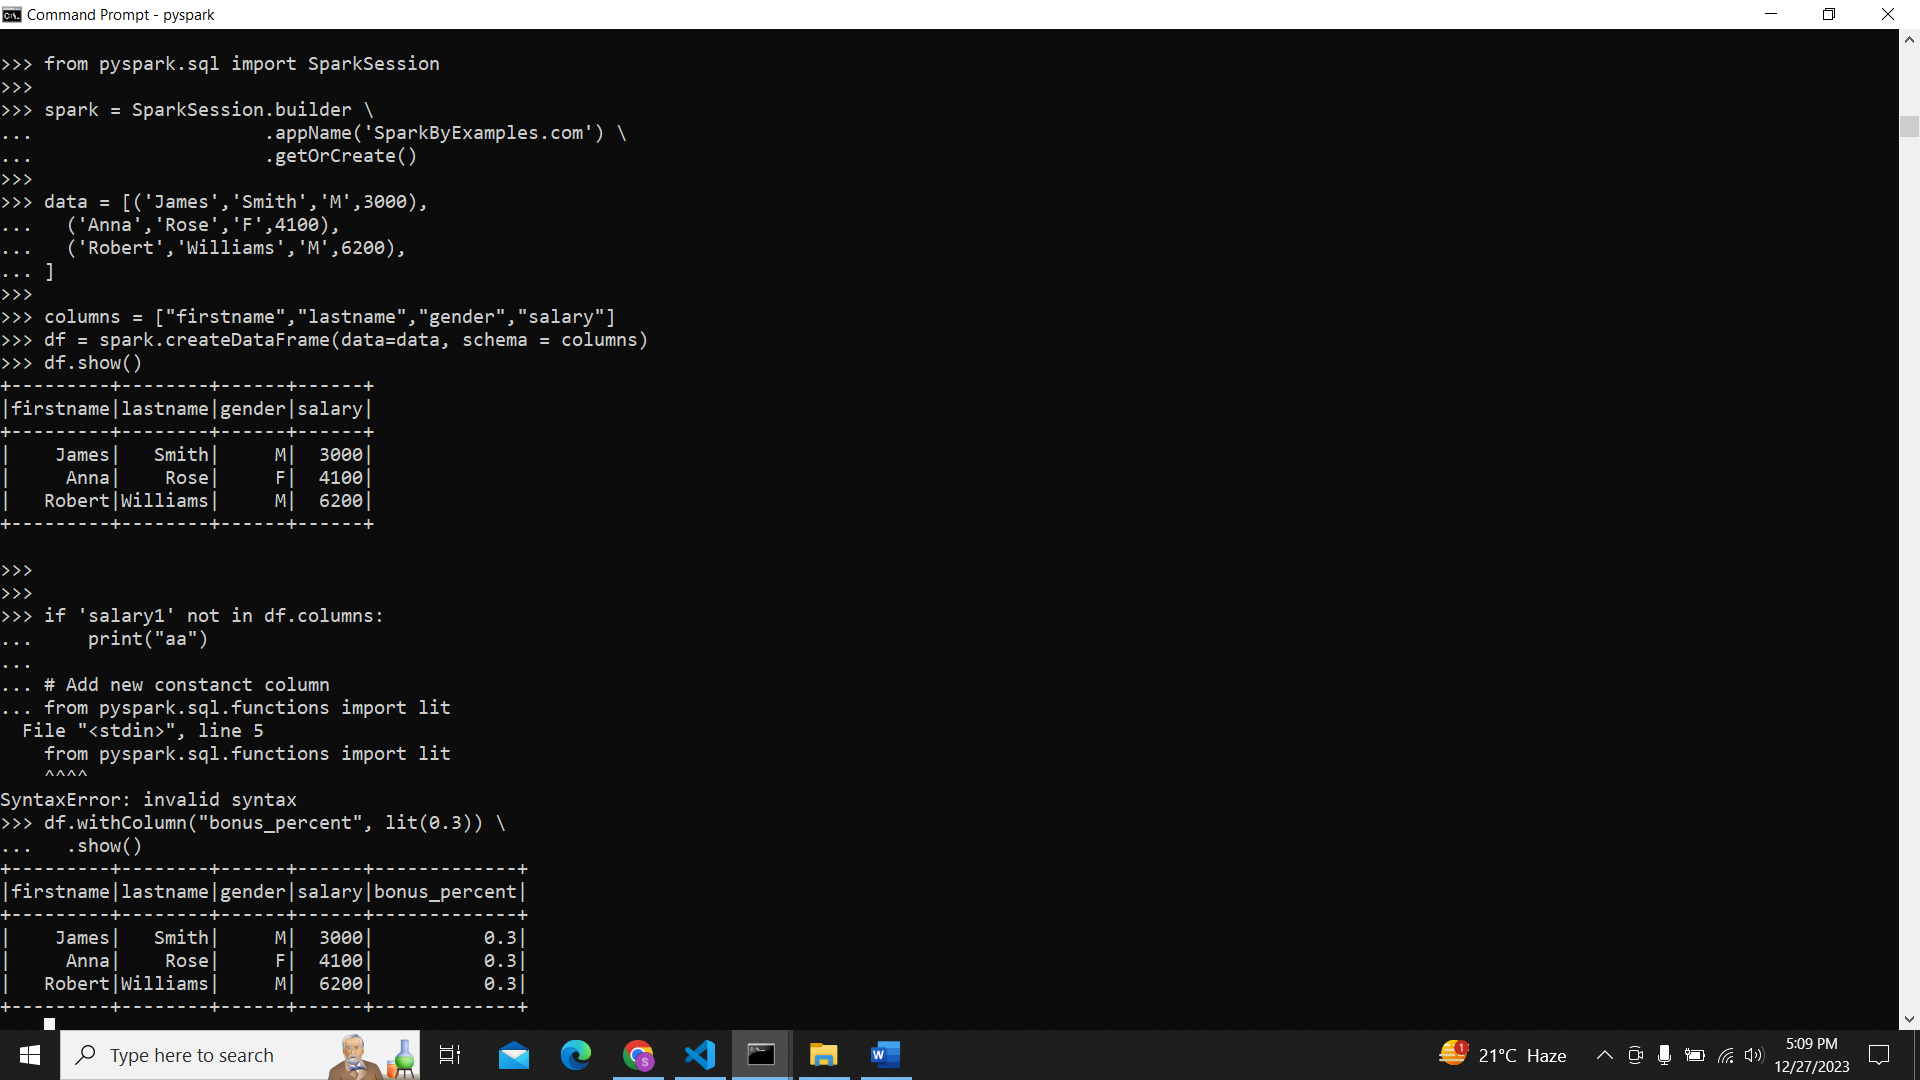 Command Prompt - pyspark
>>> from pyspark.sql import SparkSession
>>>
>>> spark = SparkSession.builder \
...                     .appName('SparkByExamples.com') \
...                     .getOrCreate()
>>>
>>> data = [('James','Smith','M',3000),
...   ('Anna','Rose','F',4100),
...   ('Robert','Williams','M',6200),
... ]
>>>
>>> columns = ["firstname","lastname","gender","salary"]
>>> df = spark.createDataFrame(data=data, schema = columns)
>>> df.show()
+---------+--------+------+------+
|firstname|lastname|gender|salary|
+---------+--------+------+------+
|    James|   Smith|     M|  3000|
|     Anna|    Rose|     F|  4100|
|   Robert|Williams|     M|  6200|
+---------+--------+------+------+
>>>
>>>
>>> if 'salary1' not in df.columns:
...     print("aa")
...
... # Add new constanct column
... from pyspark.sql.functions import lit
  File "<stdin>", line 5
    from pyspark.sql.functions import lit
    ^^^^
SyntaxError: invalid syntax
>>> df.withColumn("bonus_percent", lit(0.3)) \
...   .show()
+---------+--------+------+------+-------------+
|firstname|lastname|gender|salary|bonus_percent|
+---------+--------+------+------+-------------+
|    James|   Smith|     M|  3000|          0.3|
|     Anna|    Rose|     F|  4100|          0.3|
|   Robert|Williams|     M|  6200|          0.3|
+---------+--------+------+------+-------------+
Type here to search
1
21°C Haze
5:09 PM
12/27/2023